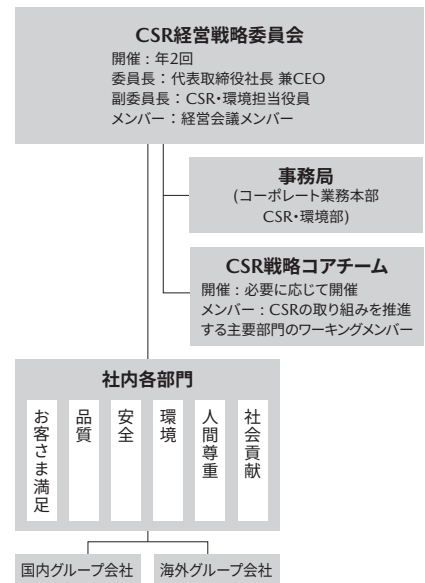 CSR経営戦略委員会
開催：年2回
委員長：代表取締役社長 兼CEO
副委員長：CSR・環境担当役員
メンバー：経営会議メンバー
事務局
(コーポレート業務本部
CSR・環境部)
CSR戦略コアチーム
開催：必要に応じて開催
メンバー：CSRの取り組みを推進
する主要部門のワーキングメンバー
社内各部門
お客さま満足
品質
安全
環境
人間尊重
社会貢献
国内グループ会社
海外グループ会社